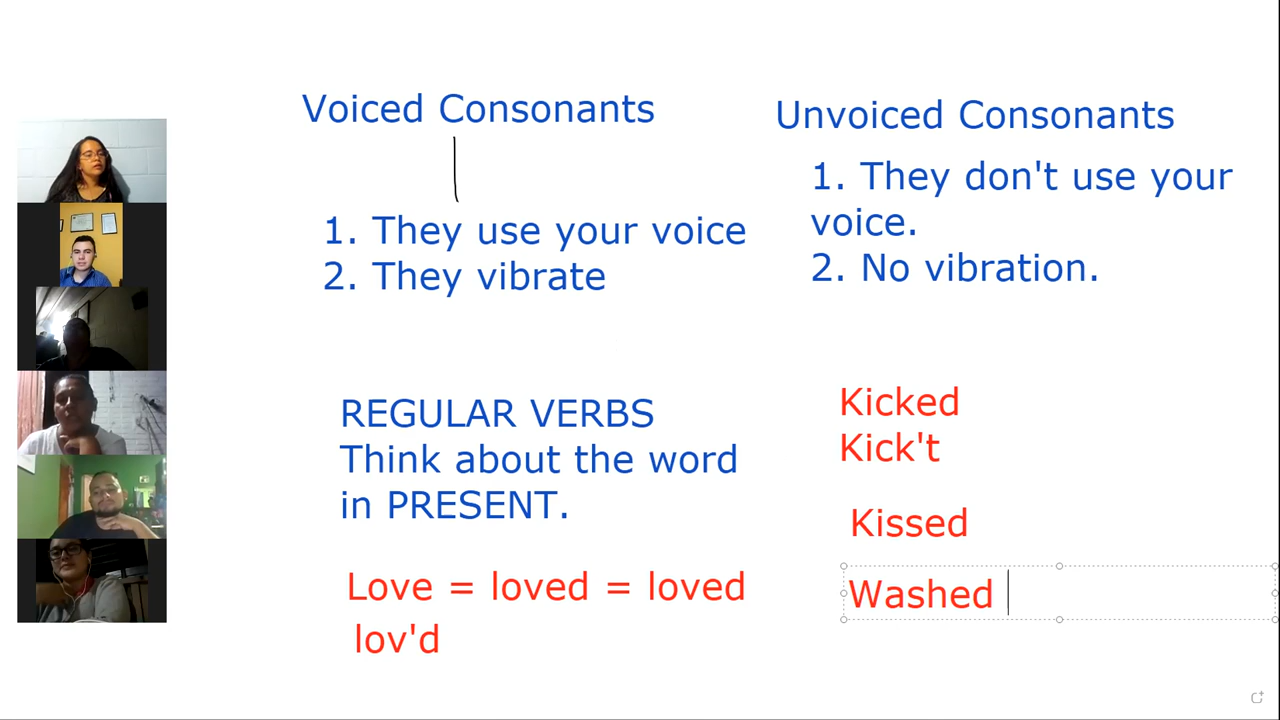 Voiced Consonants
1. They use your voice
2. They vibrate
Unvoiced Consonants
1. They don't use your
voice.
2. No vibration.
REGULAR VERBS
Think about the word
in PRESENT.
Love = loved = loved
lov'd
Kicked
Kick't
Kissed
Washed